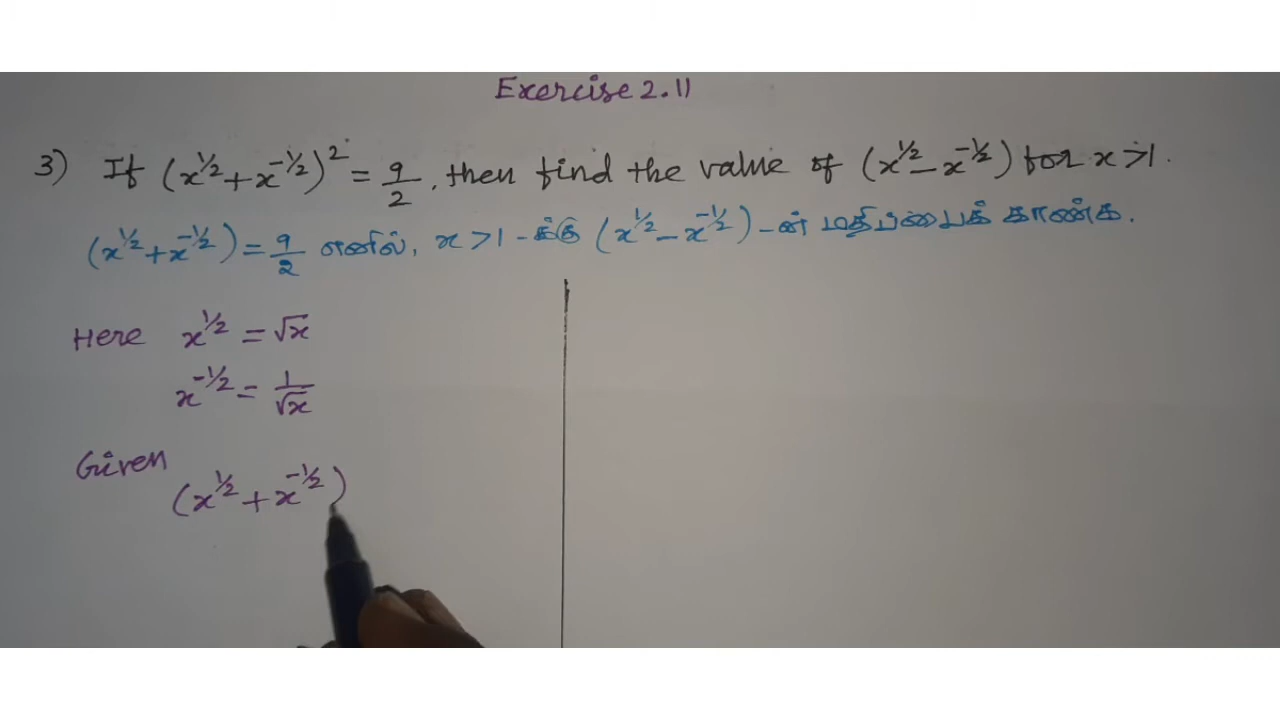 Exercise 2.11
3) If (x^½ + x^-½)² = 9/2, then find the value of (x^½ - x^-½) for x > 1.
(x^½ + x^-½) = 9/2 எனில், x > 1 - க்கு (x^½ - x^-½) - ன் மதிப்பைக் காண்க.
Here x^½ = √x
x^-½ = 1/√x
Given
(x^½ + x^-½)